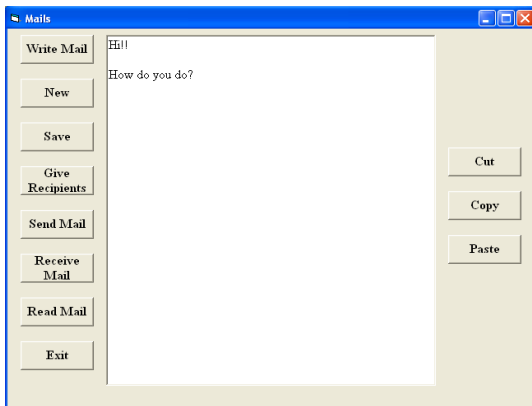 Mails
Write Mail
New
Save
Give
Recipients
Send Mail
Receive
Mail
Read Mail
Exit
Hi!!
How do you do?
Cut
Copy
Paste